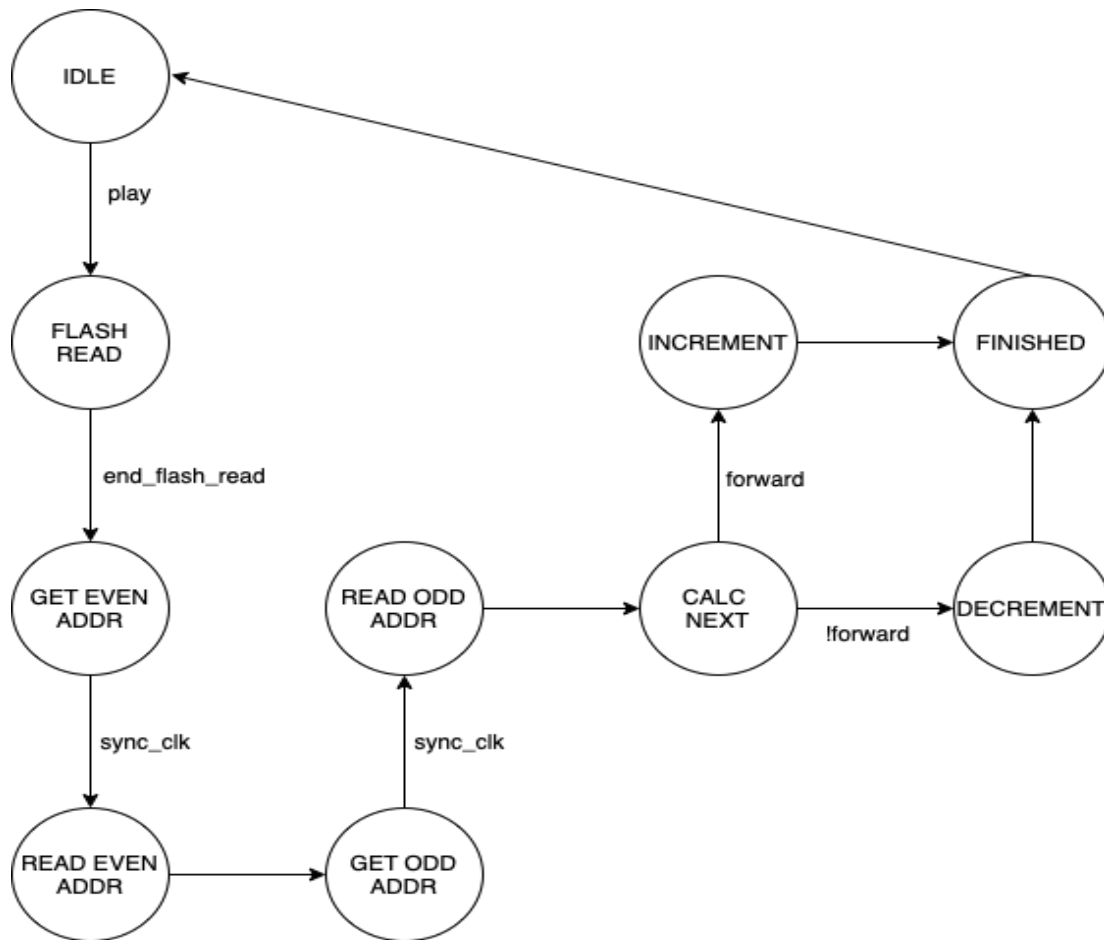 IDLE
play
FLASH
READ
INCREMENT
FINISHED
end_flash_read
forward
GET EVEN
ADDR
READ ODD
ADDR
CALC
NEXT
!forward
DECREMENT
sync_clk
sync_clk
READ EVEN
ADDR
GET ODD
ADDR